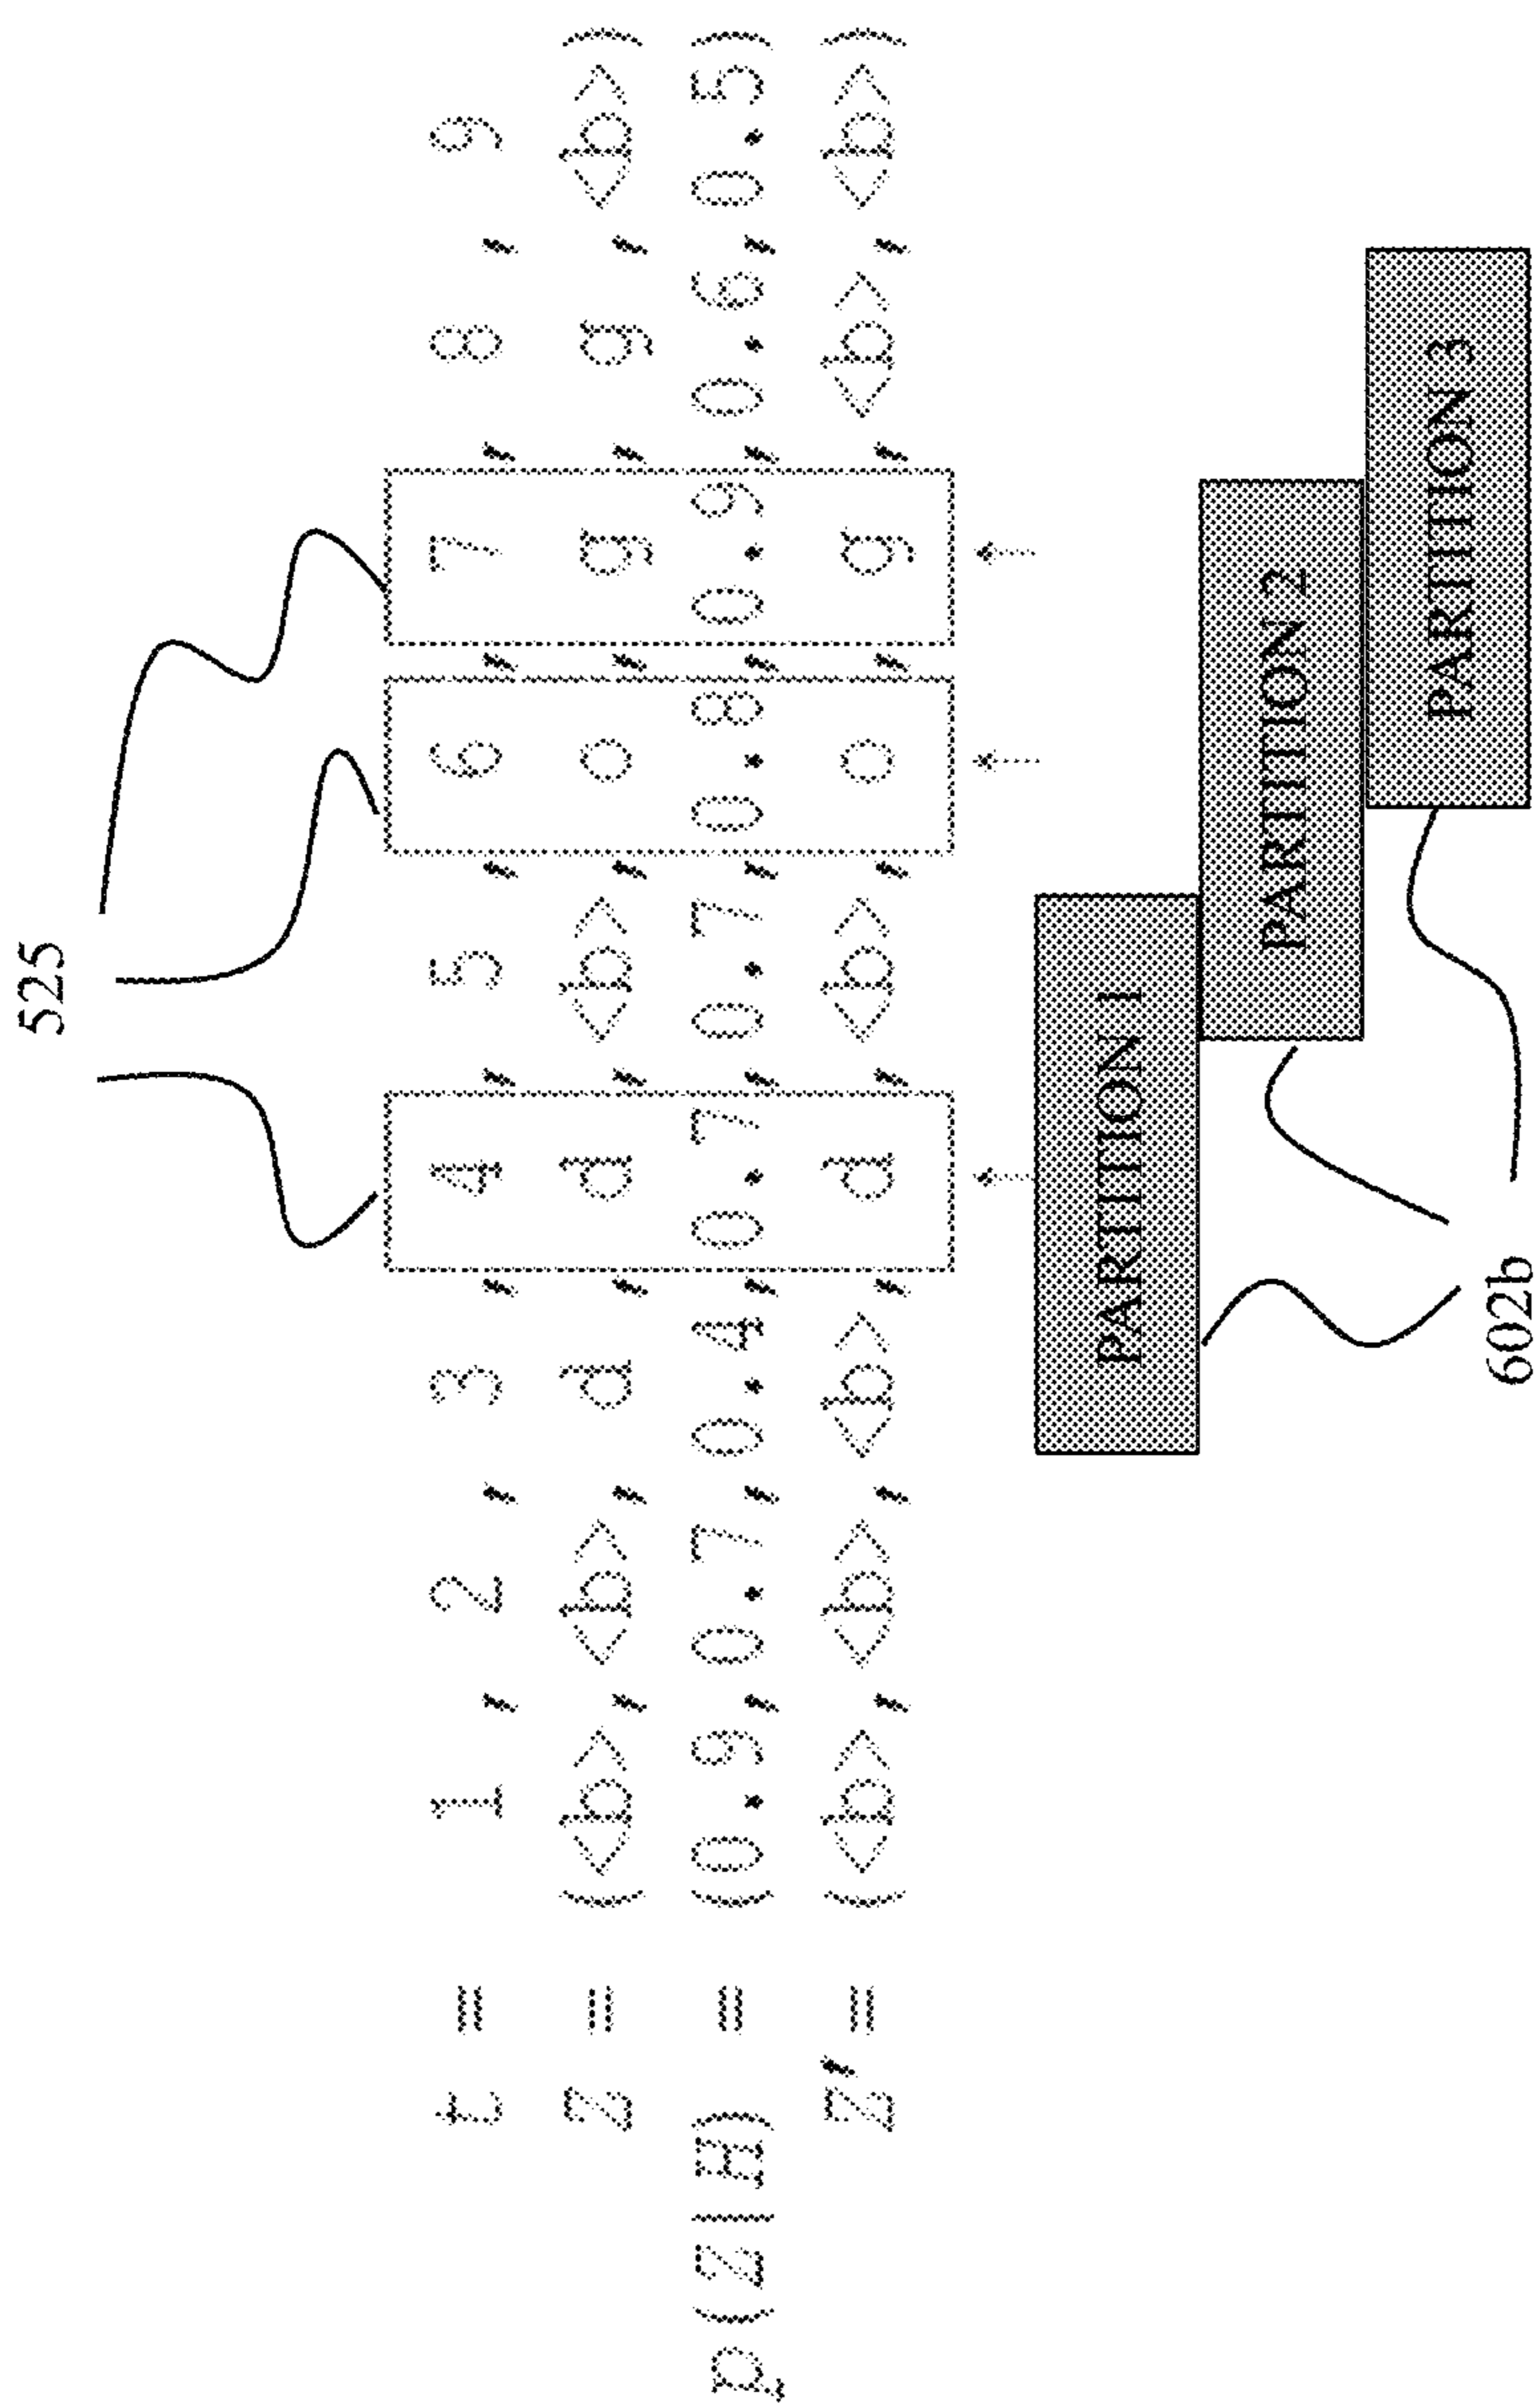 525
t = 1 , 2 , 3 , 4 , 5 , 6 , 7 , 8 , 9
Z = (<b>, <b>, d , d , <b>, o , g , g , <b>)
p(Z|H) = (0.9, 0.7, 0.4, 0.7, 0.7, 0.8, 0.9, 0.6, 0.5)
Z' = (<b>, <b>, <b>, d , <b>, o , g , <b>, <b>)
PARTITION 1
PARTITION 2
PARTITION 3
602b